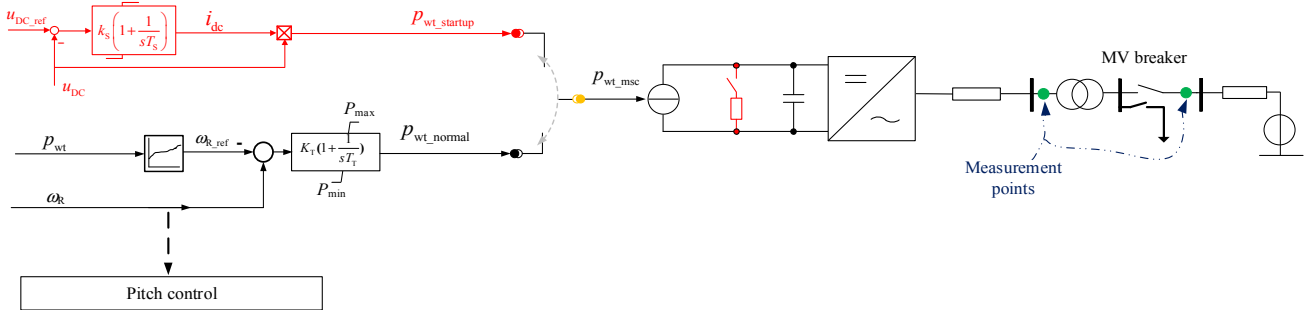 u_DC_ref
-
k_S(1+1/sT_S)
i_dc
u_DC
p_wt_startup
p_wt
ω_R_ref
-
K_T(1+1/sT_T)
P_max
P_min
p_wt_normal
ω_R
Pitch control
p_wt_msc
MV breaker
Measurement
points